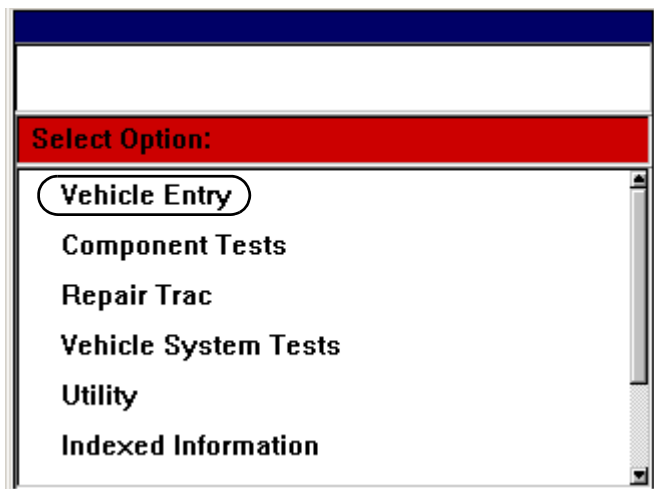 Select Option:
Vehicle Entry
Component Tests
Repair Trac
Vehicle System Tests
Utility
Indexed Information